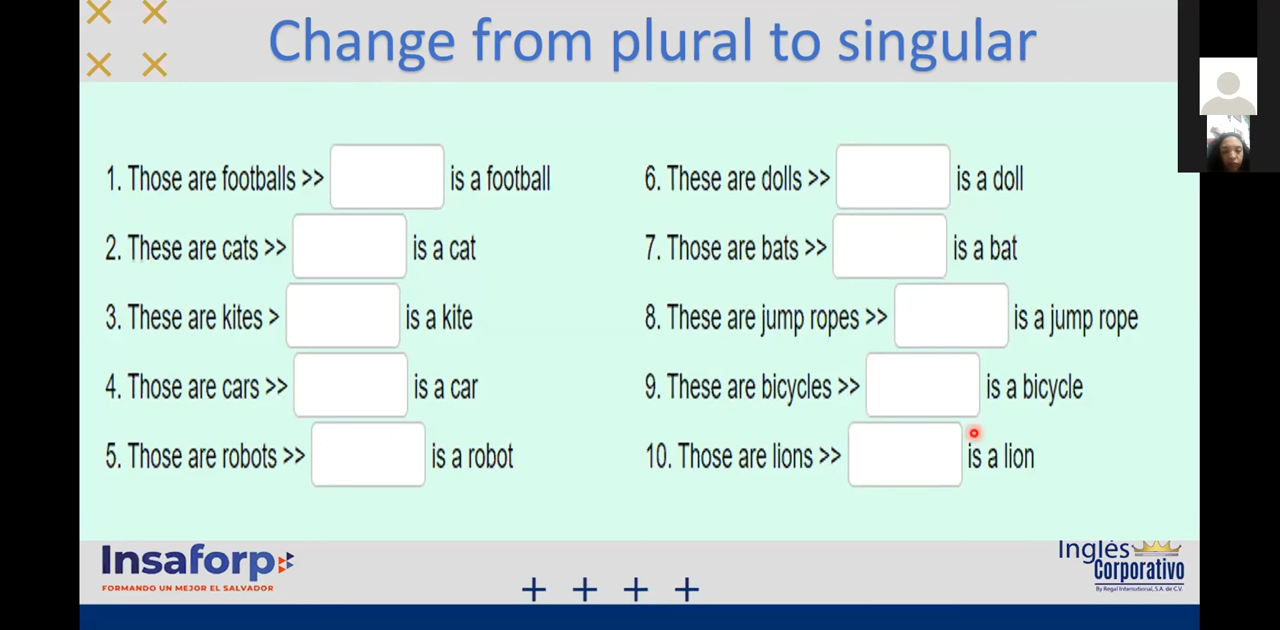 Change from plural to singular
1. Those are footballs >> is a football
2. These are cats >> is a cat
3. These are kites > is a kite
4. Those are cars >> is a car
5. Those are robots >> is a robot
6. These are dolls >> is a doll
7. Those are bats >> is a bat
8. These are jump ropes >> is a jump rope
9. These are bicycles >> is a bicycle
10. Those are lions >> is a lion
Insaforp
FORMANDO UN MEJOR EL SALVADOR
Inglés
Corporativo
By Regal International, S.A. de C.V.